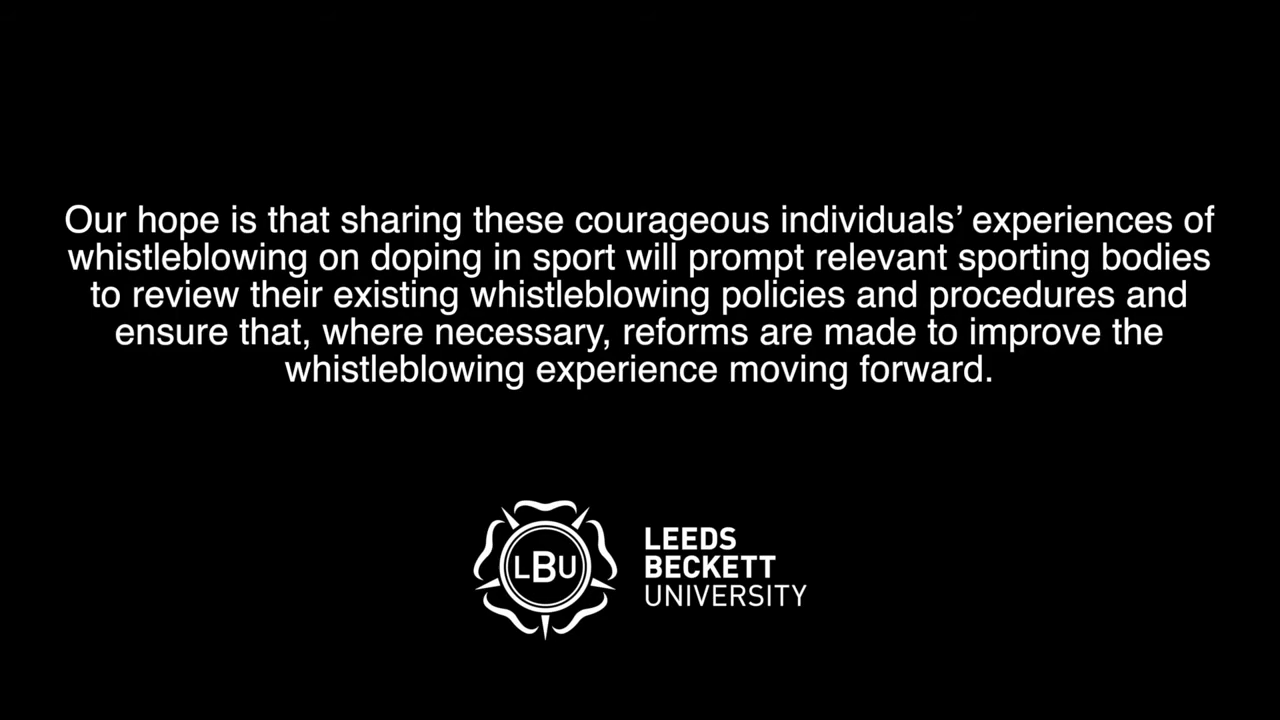 Our hope is that sharing these courageous individuals’ experiences of
whistleblowing on doping in sport will prompt relevant sporting bodies
to review their existing whistleblowing policies and procedures and
ensure that, where necessary, reforms are made to improve the
whistleblowing experience moving forward.
LBU
LEEDS
BECKETT
UNIVERSITY